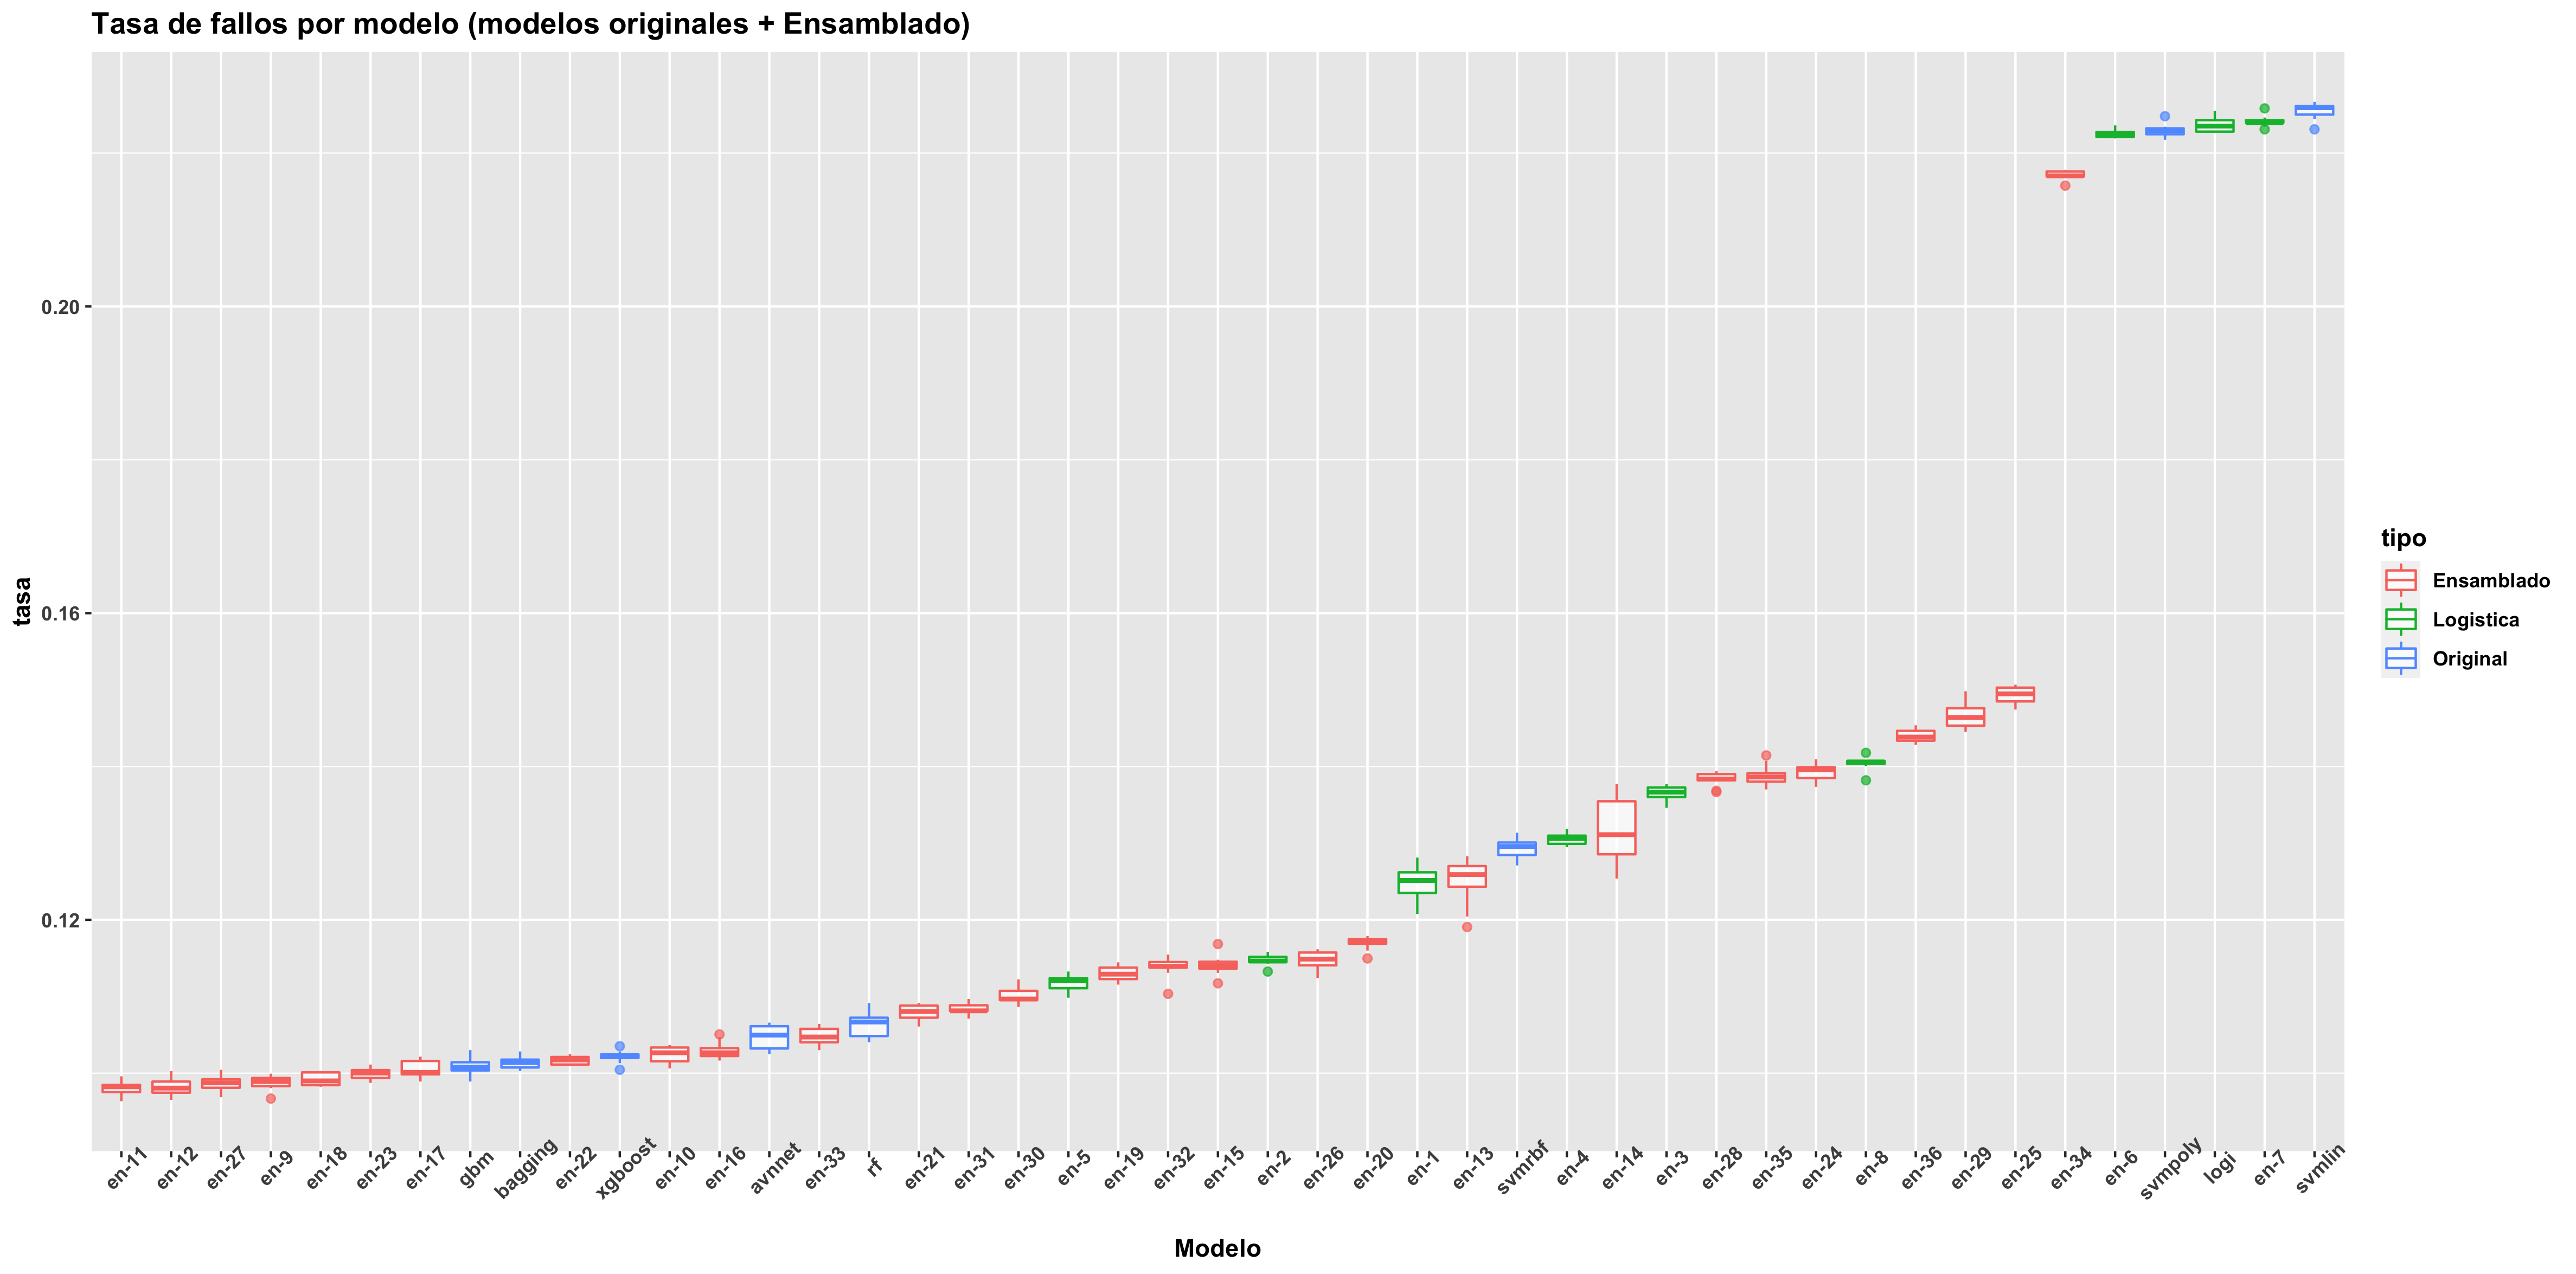 Tasa de fallos por modelo (modelos originales + Ensamblado)
tasa
0.20
0.16
0.12
en-11 en-12 en-27 en-9 en-18 en-23 en-17 gbm bagging en-22 xgboost en-10 en-16 avnnet en-33 rf en-21 en-31 en-30 en-5 en-19 en-32 en-15 en-2 en-26 en-20 en-1 en-13 svmrbf en-4 en-14 en-3 en-28 en-35 en-24 en-8 en-36 en-29 en-25 en-34 en-6 svmpoly logi en-7 svmlin
Modelo
tipo
Ensamblado
Logistica
Original